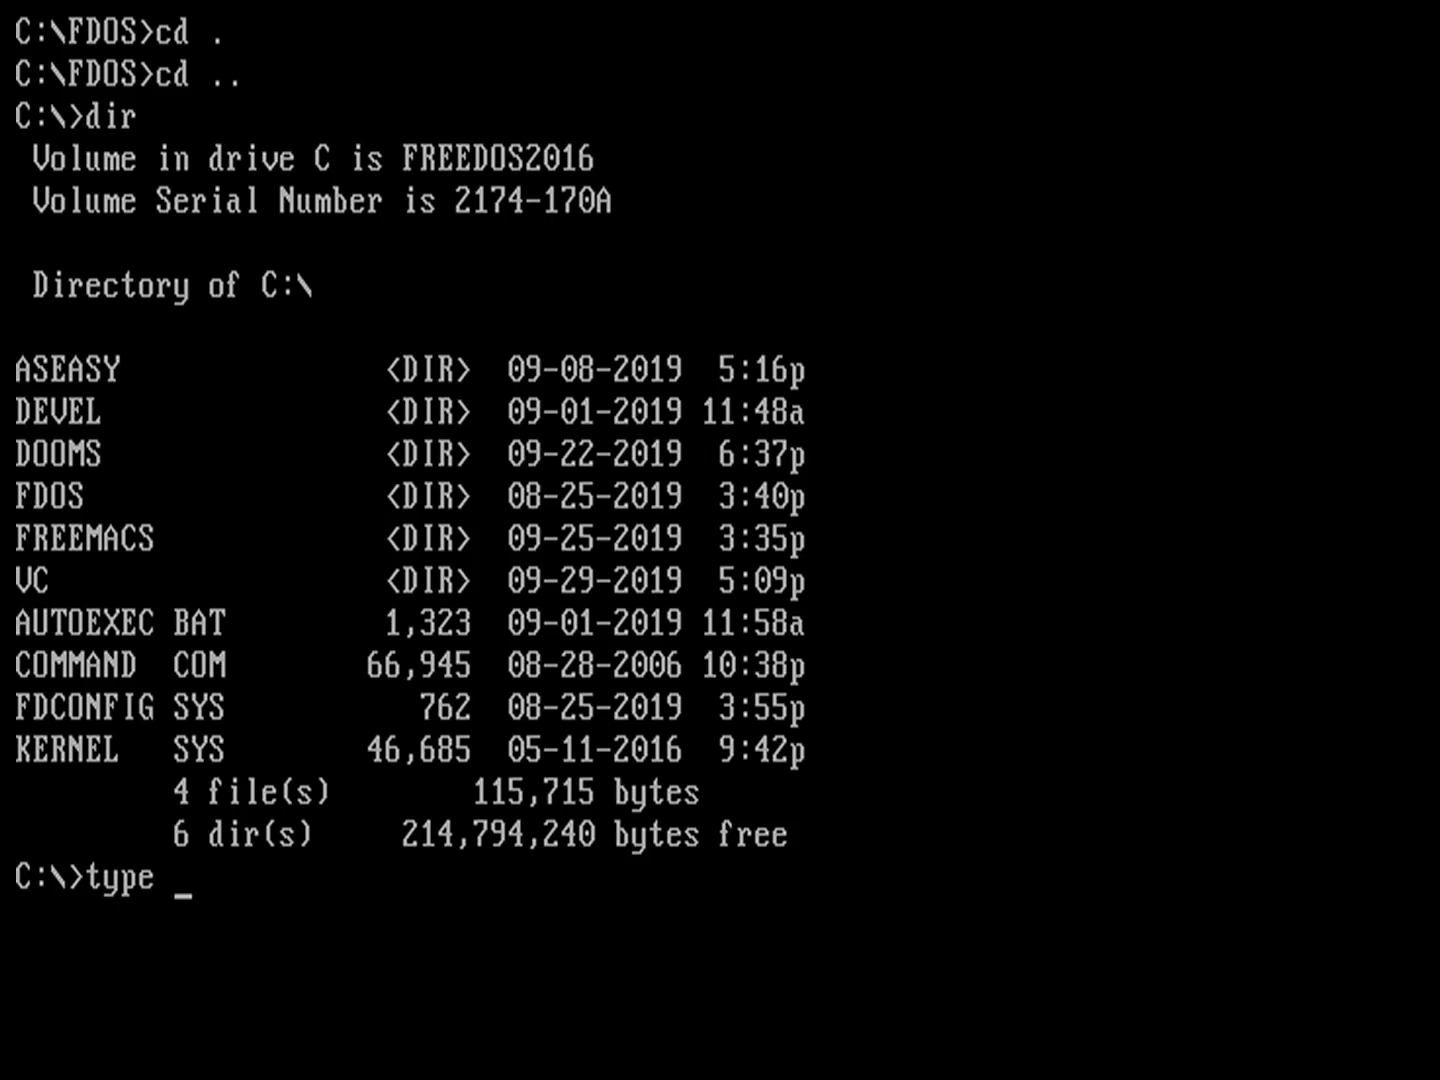 C:\FDOS>cd .
C:\FDOS>cd ..
C:\>dir
 Volume in drive C is FREEDOS2016
 Volume Serial Number is 2174-170A

 Directory of C:\

ASEASY               <DIR>  09-08-2019  5:16p
DEVEL                <DIR>  09-01-2019 11:48a
DOOMS                <DIR>  09-22-2019  6:37p
FDOS                 <DIR>  08-25-2019  3:40p
FREEMACS             <DIR>  09-25-2019  3:35p
VC                   <DIR>  09-29-2019  5:09p
AUTOEXEC BAT         1,323  09-01-2019 11:58a
COMMAND  COM        66,945  08-28-2006 10:38p
FDCONFIG SYS           762  08-25-2019  3:55p
KERNEL   SYS        46,685  05-11-2016  9:42p
         4 file(s)        115,715 bytes
         6 dir(s)     214,794,240 bytes free
C:\>type _